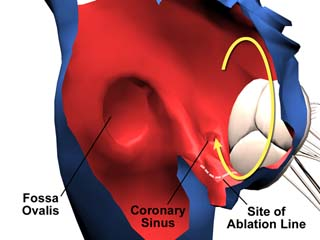 Fossa
Ovalis
Coronary
Sinus
Site of
Ablation Line